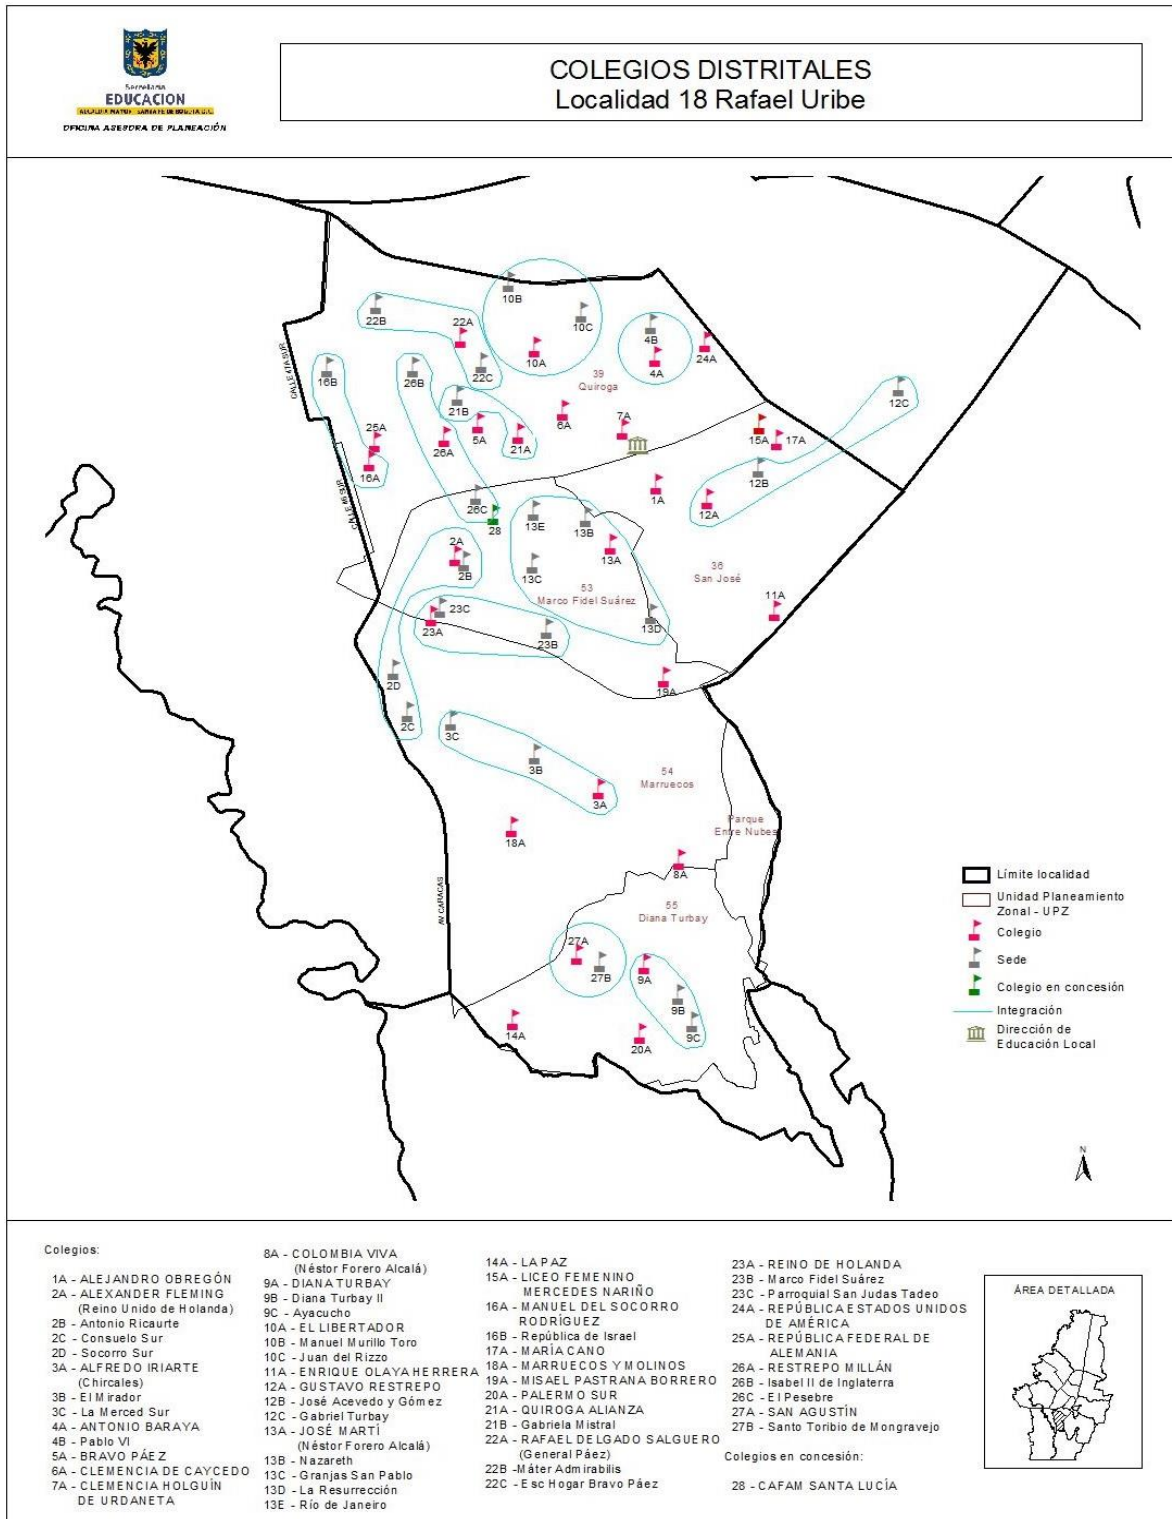 Secretaría
EDUCACION
ALCALDIA MAYOR - SANTA FE DE BOGOTA D.C.
OFICINA ASESORA DE PLANEACIÓN
COLEGIOS DISTRITALES
Localidad 18 Rafael Uribe
10B
22B
10C
22A
4B
10A
24A
22C
4A
39
Quiroga
16B
26B
12C
21B
CALLE 47A SUR
25A
5A
6A
7A
15A
17A
26A
21A
16A
12B
1A
12A
CALLE 46 SUR
26C
28
13E
13B
2A
13A
2B
13C
36
San José
53
Marco Fidel Suárez
11A
23C
23A
23B
13D
2D
19A
2C
3C
3B
54
Marruecos
3A
Parque
Entre Nubes
18A
8A
AV CARACAS
55
Diana Turbay
27A
27B
9A
9B
9C
14A
20A
Límite localidad
Unidad Planeamiento
Zonal - UPZ
Colegio
Sede
Colegio en concesión
Integración
Dirección de
Educación Local
N
Colegios:
1A - ALEJANDRO OBREGÓN
2A - ALEXANDER FLEMING
(Reino Unido de Holanda)
2B - Antonio Ricaurte
2C - Consuelo Sur
2D - Socorro Sur
3A - ALFREDO IRIARTE
(Chircales)
3B - El Mirador
3C - La Merced Sur
4A - ANTONIO BARAYA
4B - Pablo VI
5A - BRAVO PÁEZ
6A - CLEMENCIA DE CAYCEDO
7A - CLEMENCIA HOLGUÍN
DE URDANETA
8A - COLOMBIA VIVA
(Néstor Forero Alcalá)
9A - DIANA TURBAY
9B - Diana Turbay II
9C - Ayacucho
10A - EL LIBERTADOR
10B - Manuel Murillo Toro
10C - Juan del Rizzo
11A - ENRIQUE OLAYA HERRERA
12A - GUSTAVO RESTREPO
12B - José Acevedo y Gómez
12C - Gabriel Turbay
13A - JOSÉ MARTÍ
(Néstor Forero Alcalá)
13B - Nazareth
13C - Granjas San Pablo
13D - La Resurrección
13E - Río de Janeiro
14A - LA PAZ
15A - LICEO FEMENINO
MERCEDES NARIÑO
16A - MANUEL DEL SOCORRO
RODRÍGUEZ
16B - República de Israel
17A - MARÍA CANO
18A - MARRUECOS Y MOLINOS
19A - MISAEL PASTRANA BORRERO
20A - PALERMO SUR
21A - QUIROGA ALIANZA
21B - Gabriela Mistral
22A - RAFAEL DELGADO SALGUERO
(General Páez)
22B -Máter Admirabilis
22C - Esc Hogar Bravo Páez
23A - REINO DE HOLANDA
23B - Marco Fidel Suárez
23C - Parroquial San Judas Tadeo
24A - REPÚBLICA ESTADOS UNIDOS
DE AMÉRICA
25A - REPÚBLICA FEDERAL DE
ALEMANIA
26A - RESTREPO MILLÁN
26B - Isabel II de Inglaterra
26C - El Pesebre
27A - SAN AGUSTÍN
27B - Santo Toribio de Mongravejo
Colegios en concesión:
28 - CAFAM SANTA LUCÍA
ÁREA DETALLADA